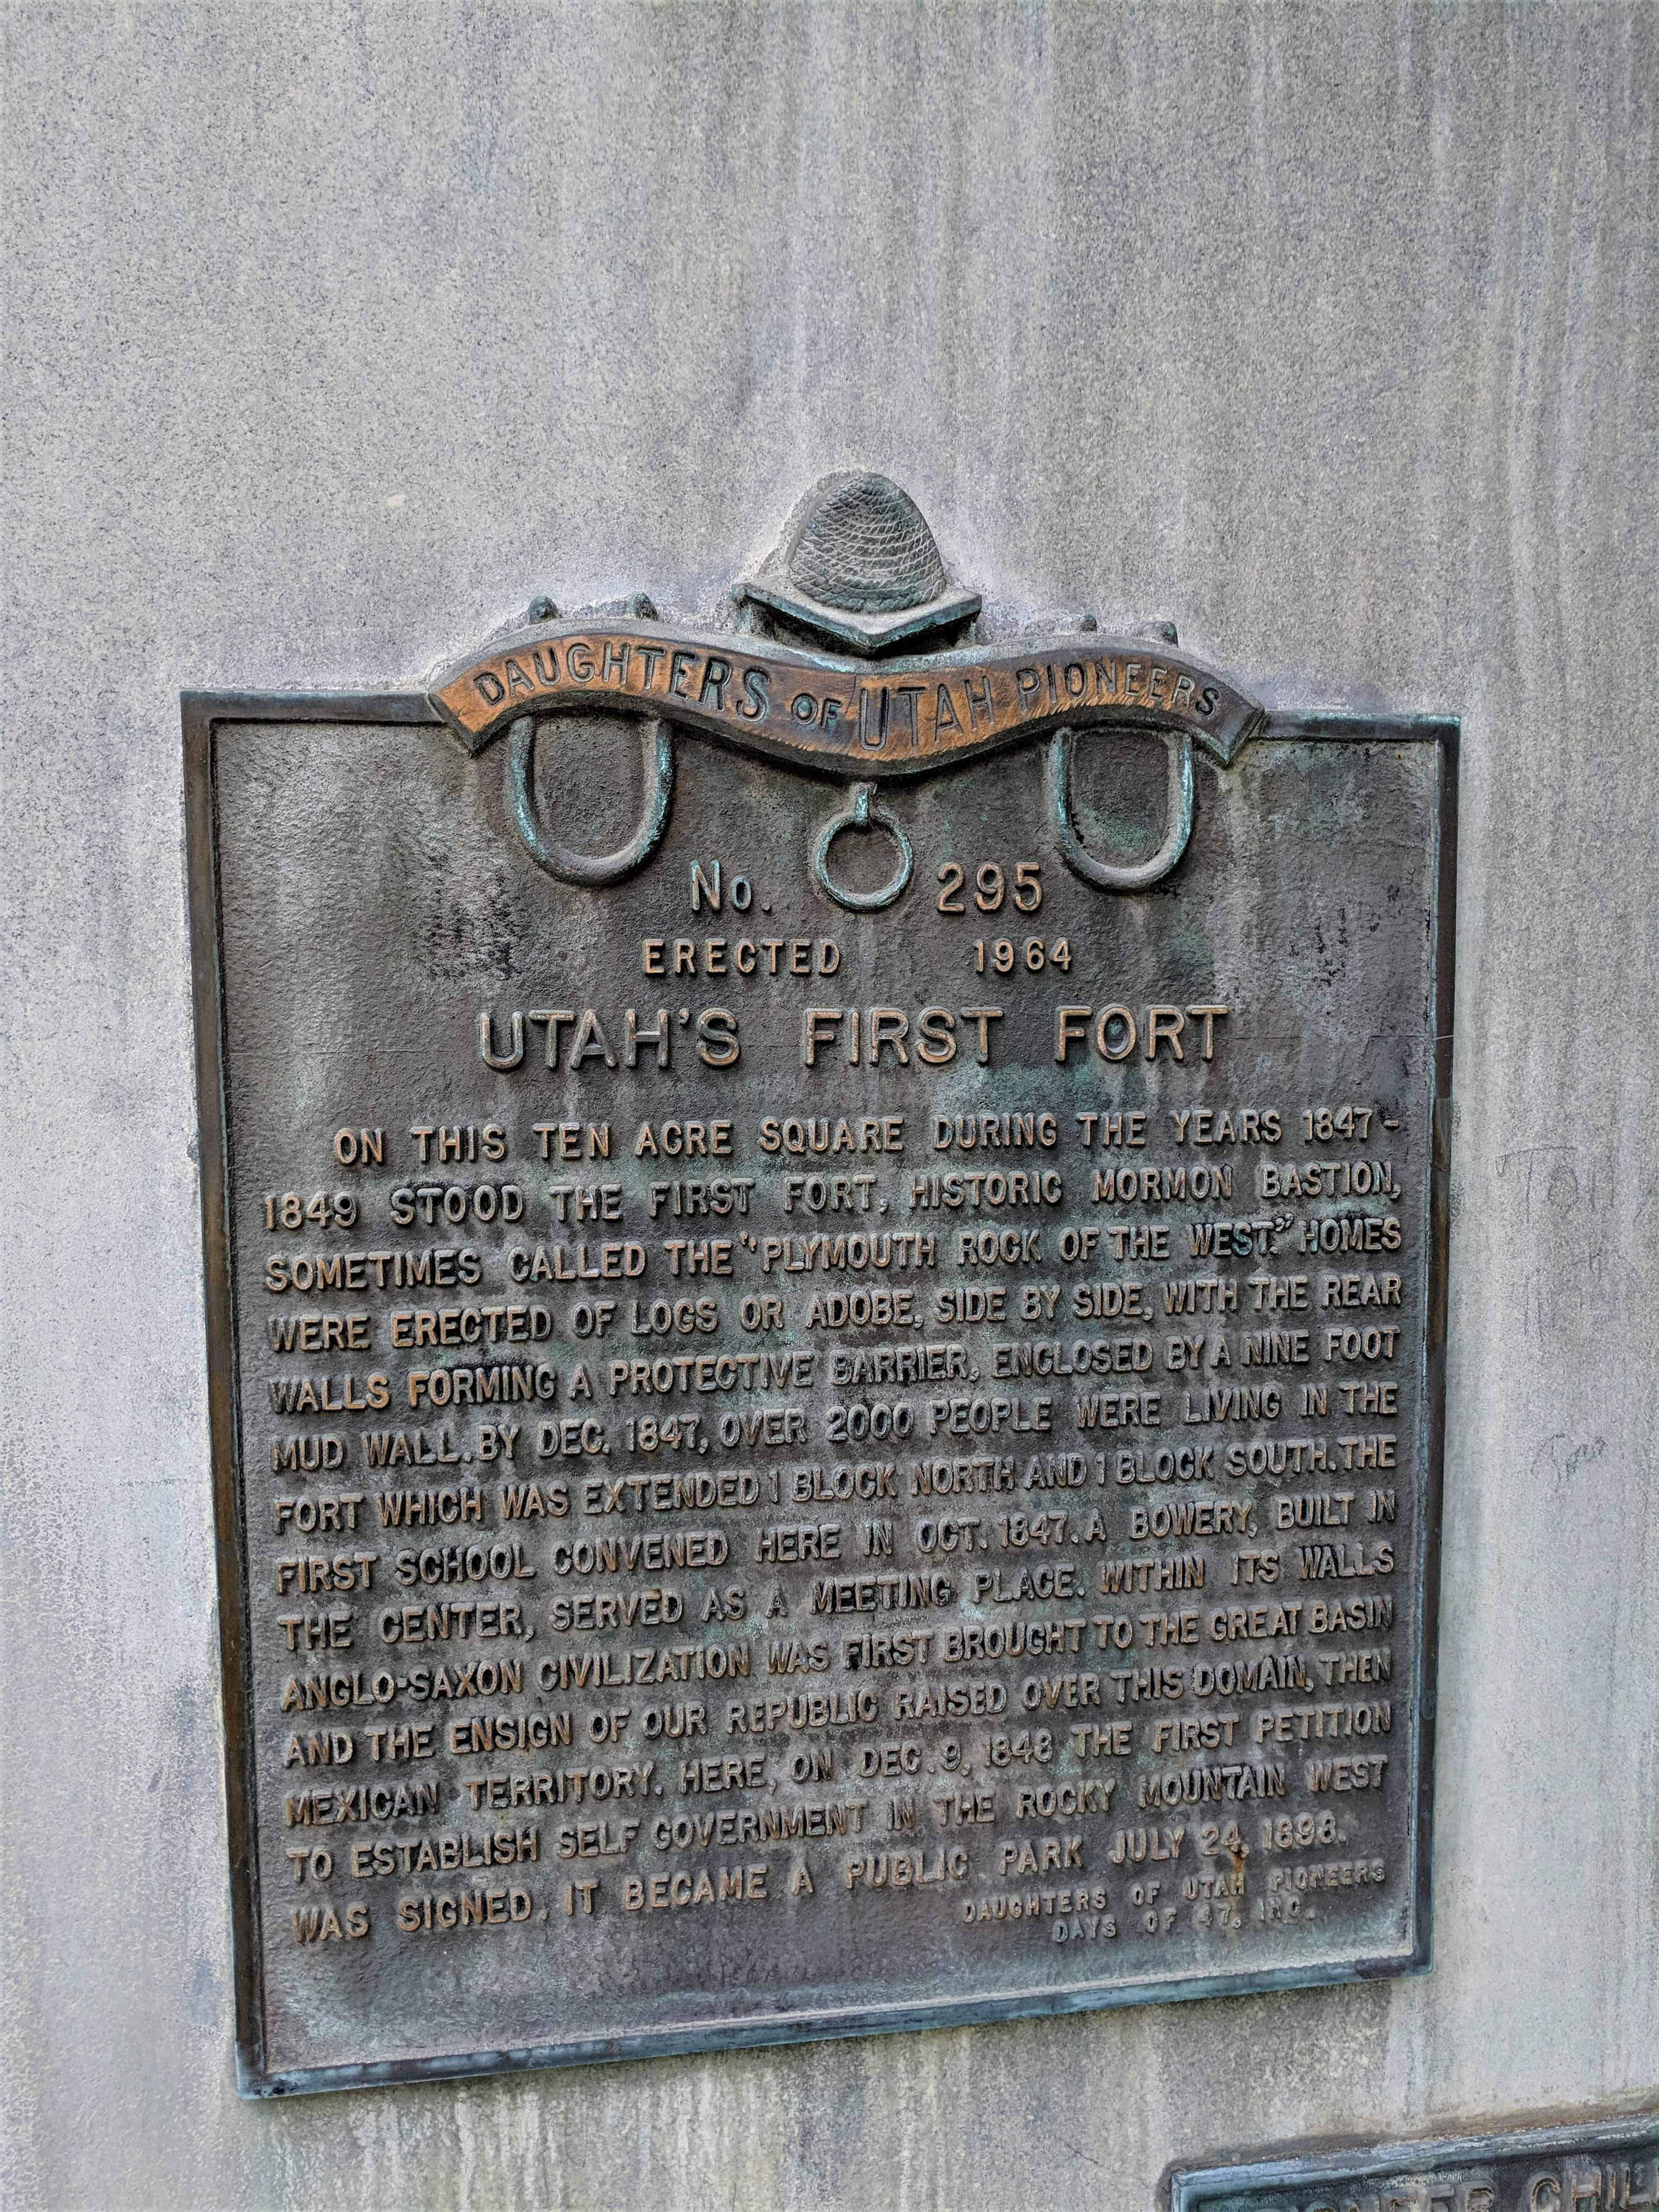 DAUGHTERS OF UTAH PIONEERS
No. 295
ERECTED 1964
UTAH'S FIRST FORT
ON THIS TEN ACRE SQUARE DURING THE YEARS 1847-
1849 STOOD THE FIRST FORT, HISTORIC MORMON BASTION,
SOMETIMES CALLED THE "PLYMOUTH ROCK OF THE WEST." HOMES
WERE ERECTED OF LOGS OR ADOBE, SIDE BY SIDE, WITH THE REAR
WALLS FORMING A PROTECTIVE BARRIER, ENCLOSED BY A NINE FOOT
MUD WALL. BY DEC. 1847, OVER 2000 PEOPLE WERE LIVING IN THE
FORT WHICH WAS EXTENDED 1 BLOCK NORTH AND 1 BLOCK SOUTH. THE
FIRST SCHOOL CONVENED HERE IN OCT. 1847. A BOWERY, BUILT IN
THE CENTER, SERVED AS A MEETING PLACE. WITHIN ITS WALLS
ANGLO-SAXON CIVILIZATION WAS FIRST BROUGHT TO THE GREAT BASIN
AND THE ENSIGN OF OUR REPUBLIC RAISED OVER THIS DOMAIN, THEN
MEXICAN TERRITORY. HERE, ON DEC. 9, 1848 THE FIRST PETITION
TO ESTABLISH SELF GOVERNMENT IN THE ROCKY MOUNTAIN WEST
WAS SIGNED. IT BECAME A PUBLIC PARK JULY 24, 1898.
DAUGHTERS OF UTAH PIONEERS
DAYS OF 47, INC.